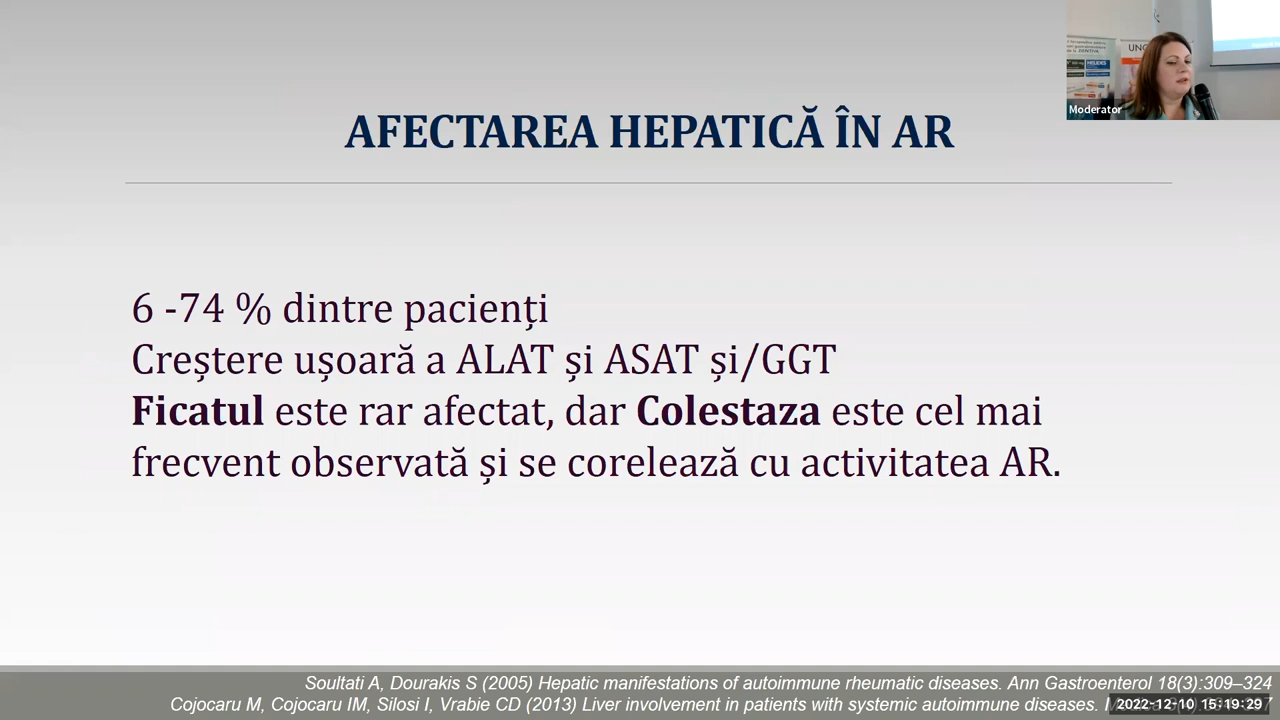 AFECTAREA HEPATICĂ ÎN AR
6 -74 % dintre pacienți
Creștere ușoară a ALAT și ASAT și/GGT
Ficatul este rar afectat, dar Colestaza este cel mai
frecvent observată și se corelează cu activitatea AR.
Soultati A, Dourakis S (2005) Hepatic manifestations of autoimmune rheumatic diseases. Ann Gastroenterol 18(3):309–324
Cojocaru M, Cojocaru IM, Silosi I, Vrabie CD (2013) Liver involvement in patients with systemic autoimmune diseases.
2022-12-10 15:19:29
Moderator
HELIDES